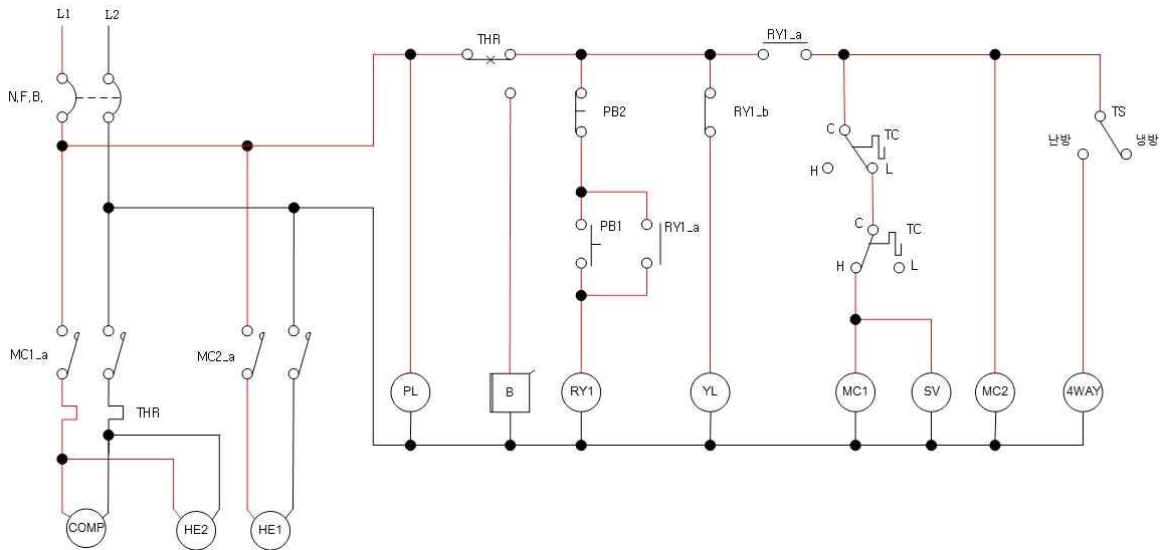 L1
L2
N.F.B.
THR
RY1_a
PB2
RY1_b
C
TC
H
L
TS
난방
냉방
PB1
RY1_a
C
TC
H
L
MC1_a
MC2_a
THR
PL
B
RY1
YL
MC1
SV
MC2
4WAY
COMP
HE2
HE1